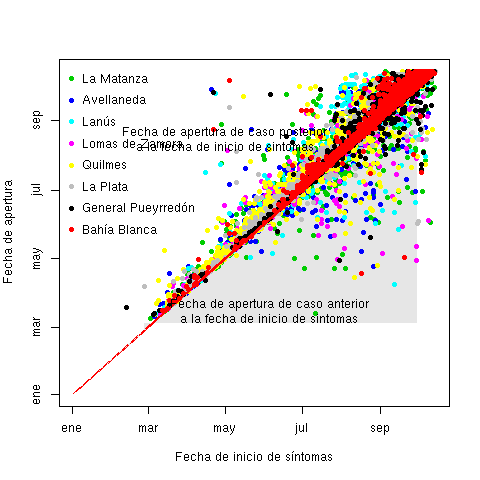 La Matanza
Avellaneda
Lanús
Lomas de Zamora
Quilmes
La Plata
General Pueyrredón
Bahía Blanca
Fecha de apertura de caso posterior
a la fecha de inicio de síntomas
echa de apertura de caso anterior
a la fecha de inicio de síntomas
Fecha de apertura
ene
mar
may
jul
sep
ene
mar
may
jul
sep
Fecha de inicio de síntomas